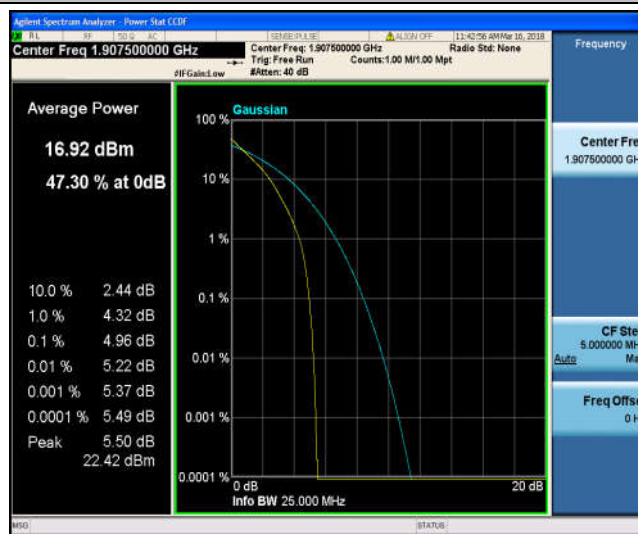 Agilent Spectrum Analyzer - Power Stat CCDF
RL RF 50 Ω AC SENSE:PULSE ALIGN OFF 11:42:56 AM Mar 16, 2018
Center Freq 1.907500000 GHz
Center Freq: 1.907500000 GHz Radio Std: None
Trig: Free Run Counts:1.00 M/1.00 Mpt
#IFGain:Low #Atten: 40 dB
Frequency
Average Power
16.92 dBm
47.30 % at 0dB
10.0 % 2.44 dB
1.0 % 4.32 dB
0.1 % 4.96 dB
0.01 % 5.22 dB
0.001 % 5.37 dB
0.0001 % 5.49 dB
Peak 5.50 dB
22.42 dBm
Gaussian
100 %
10 %
1 %
0.1 %
0.01 %
0.001 %
0.0001 %
0 dB 20 dB
Info BW 25.000 MHz
Center Fre
1.907500000 GH
CF Ste
5.000000 MH
Auto Ma
Freq Offse
0 H
MSG STATUS